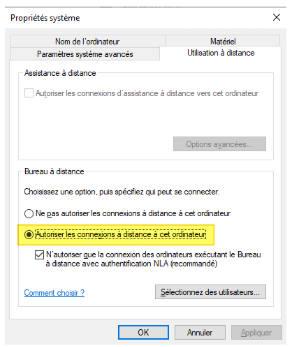 Propriétés système
Nom de l'ordinateur
Matériel
Paramètres système avancés
Utilisation à distance
Assistance à distance
Autoriser les connexions d'assistance à distance vers cet ordinateur
Options avancées...
Bureau à distance
Choisissez une option, puis spécifiez qui peut se connecter.
Ne pas autoriser les connexions à distance à cet ordinateur
Autoriser les connexions à distance à cet ordinateur
N'autoriser que la connexion des ordinateurs exécutant le Bureau
à distance avec authentification NLA (recommandé)
Comment choisir ?
Sélectionnez des utilisateurs...
OK
Annuler
Appliquer